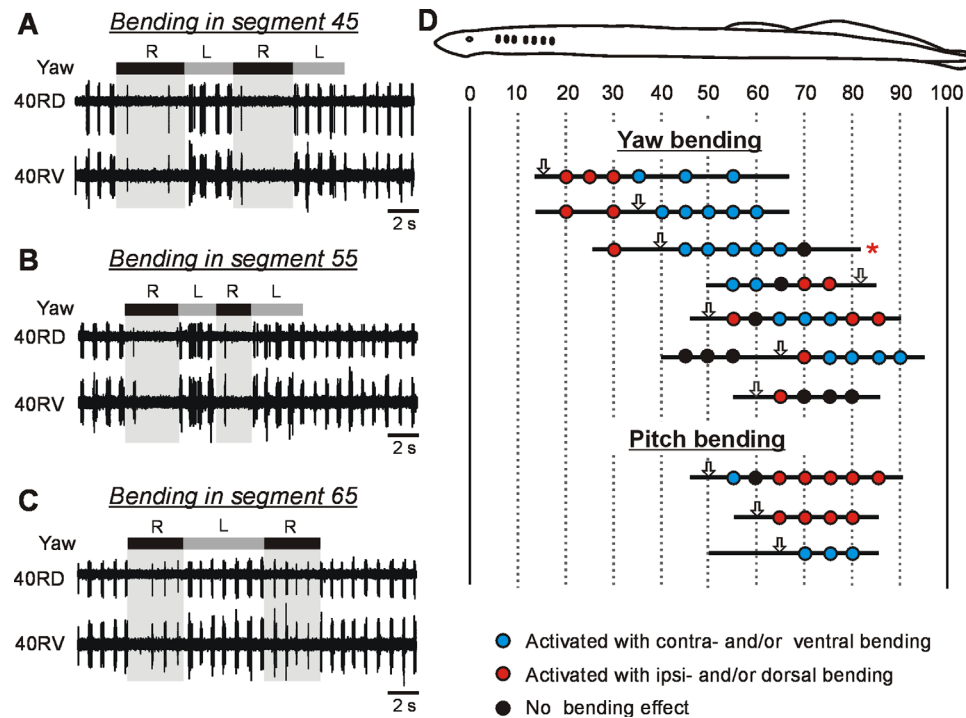 A
Bending in segment 45
R L R L
Yaw
40RD
40RV
2 s
B
Bending in segment 55
R L R L
Yaw
40RD
40RV
2 s
C
Bending in segment 65
R L R
Yaw
40RD
40RV
2 s
D
0 10 20 30 40 50 60 70 80 90 100
Yaw bending
*
Pitch bending
Activated with contra- and/or ventral bending
Activated with ipsi- and/or dorsal bending
No bending effect